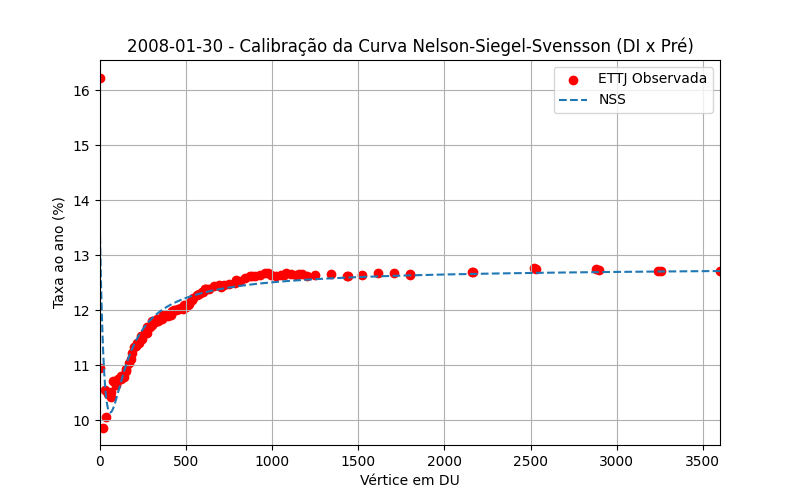 2008-01-30 - Calibração da Curva Nelson-Siegel-Svensson (DI x Pré)
ETTJ Observada
NSS
Taxa ao ano (%)
16
15
14
13
12
11
10
0 500 1000 1500 2000 2500 3000 3500
Vértice em DU